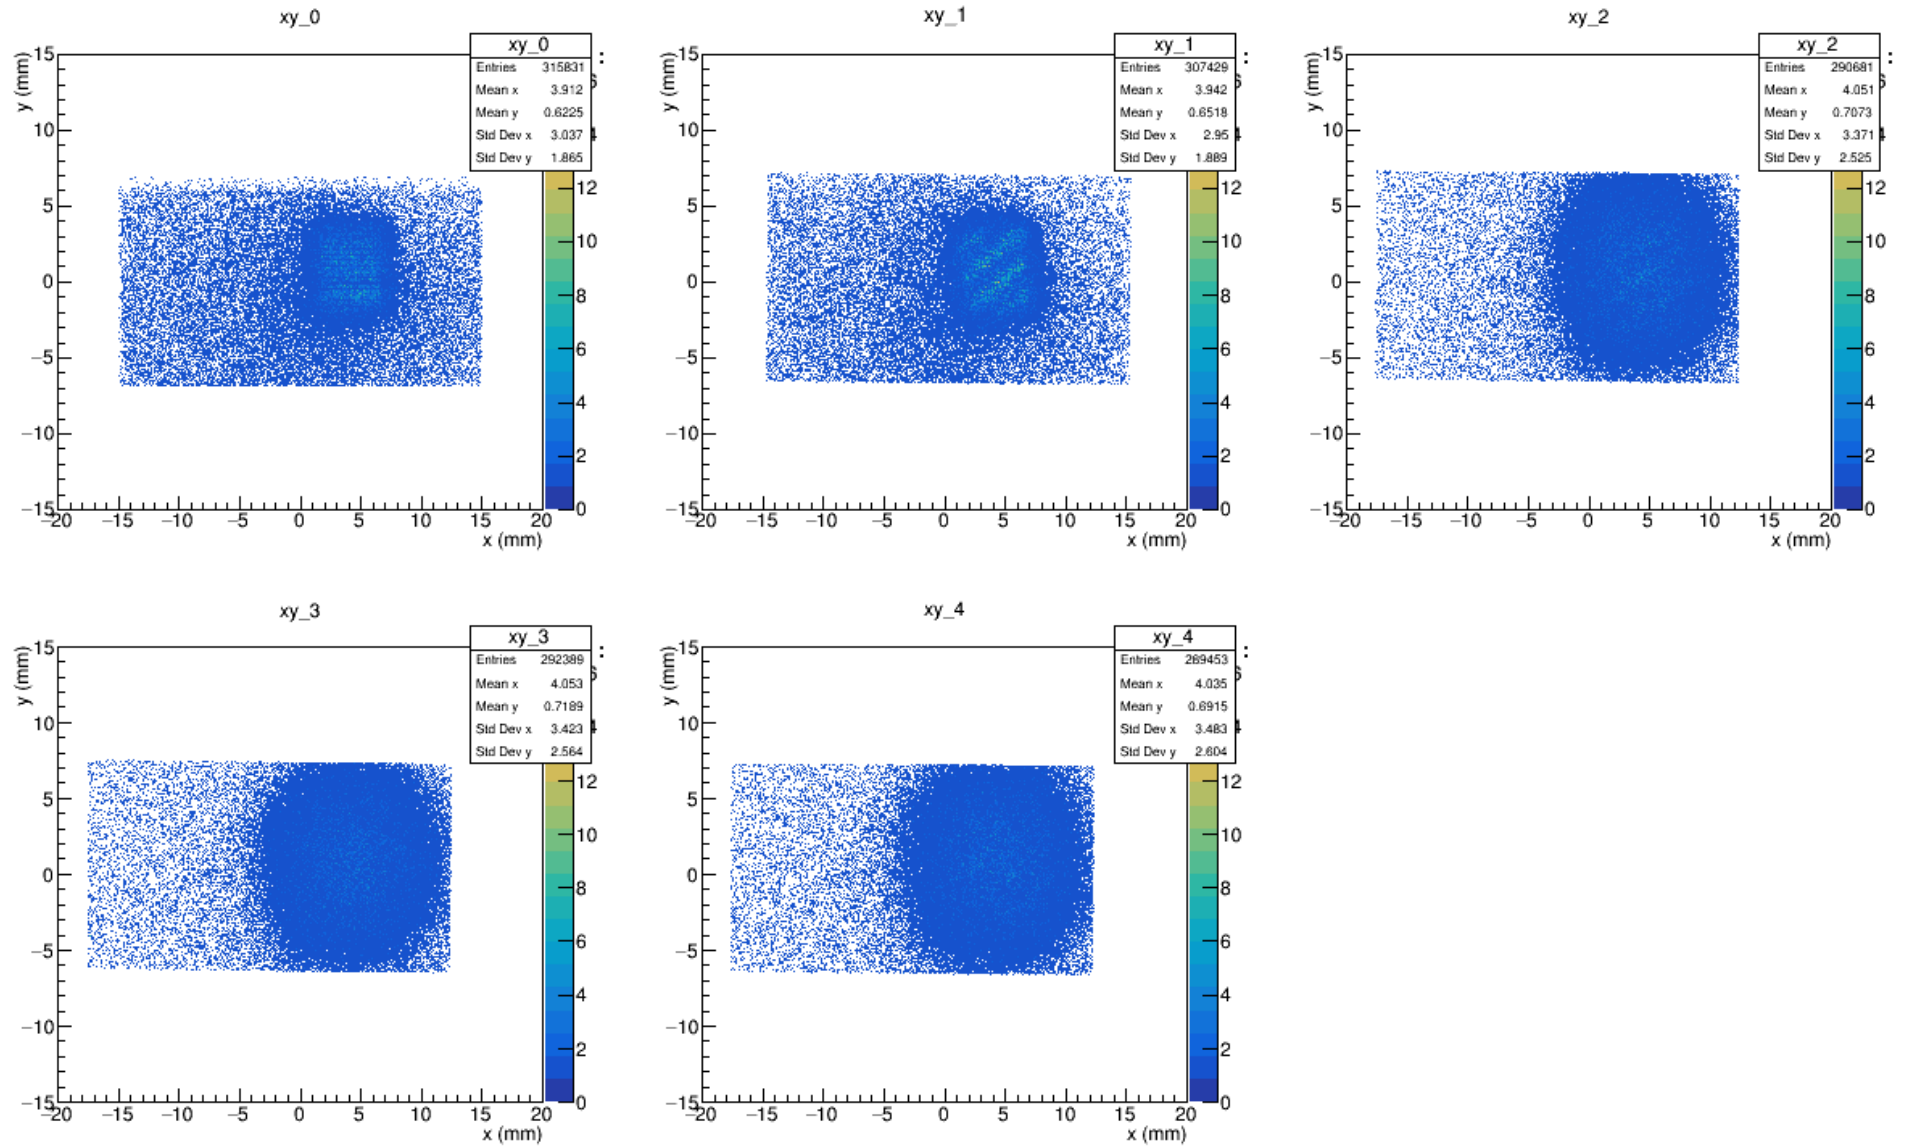 xy_0
xy_0
Entries 315831
Mean x 3.912
Mean y 0.6225
Std Dev x 3.037
Std Dev y 1.865
y (mm)
15
10
5
0
−5
−10
−15
−20 −15 −10 −5 0 5 10 15 20
x (mm)
12
10
8
6
4
2
0
xy_1
xy_1
Entries 307429
Mean x 3.942
Mean y 0.6518
Std Dev x 2.95
Std Dev y 1.889
y (mm)
15
10
5
0
−5
−10
−15
−20 −15 −10 −5 0 5 10 15 20
x (mm)
12
10
8
6
4
2
0
xy_2
xy_2
Entries 290681
Mean x 4.051
Mean y 0.7073
Std Dev x 3.371
Std Dev y 2.525
y (mm)
15
10
5
0
−5
−10
−15
−20 −15 −10 −5 0 5 10 15 20
x (mm)
12
10
8
6
4
2
0
xy_3
xy_3
Entries 292389
Mean x 4.053
Mean y 0.7189
Std Dev x 3.423
Std Dev y 2.564
y (mm)
15
10
5
0
−5
−10
−15
−20 −15 −10 −5 0 5 10 15 20
x (mm)
12
10
8
6
4
2
0
xy_4
xy_4
Entries 269453
Mean x 4.035
Mean y 0.6915
Std Dev x 3.483
Std Dev y 2.604
y (mm)
15
10
5
0
−5
−10
−15
−20 −15 −10 −5 0 5 10 15 20
x (mm)
12
10
8
6
4
2
0